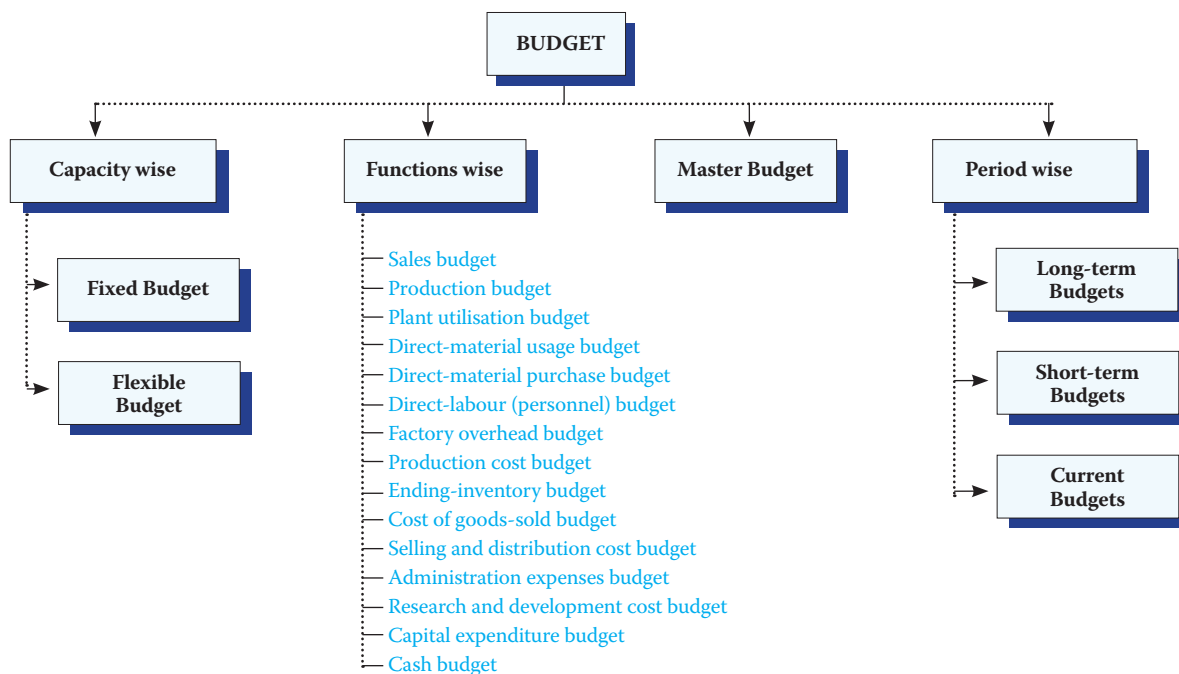 BUDGET
Capacity wise
Functions wise
Master Budget
Period wise
Fixed Budget
Flexible
Budget
Sales budget
Production budget
Plant utilisation budget
Direct-material usage budget
Direct-material purchase budget
Direct-labour (personnel) budget
Factory overhead budget
Production cost budget
Ending-inventory budget
Cost of goods-sold budget
Selling and distribution cost budget
Administration expenses budget
Research and development cost budget
Capital expenditure budget
Cash budget
Long-term
Budgets
Short-term
Budgets
Current
Budgets